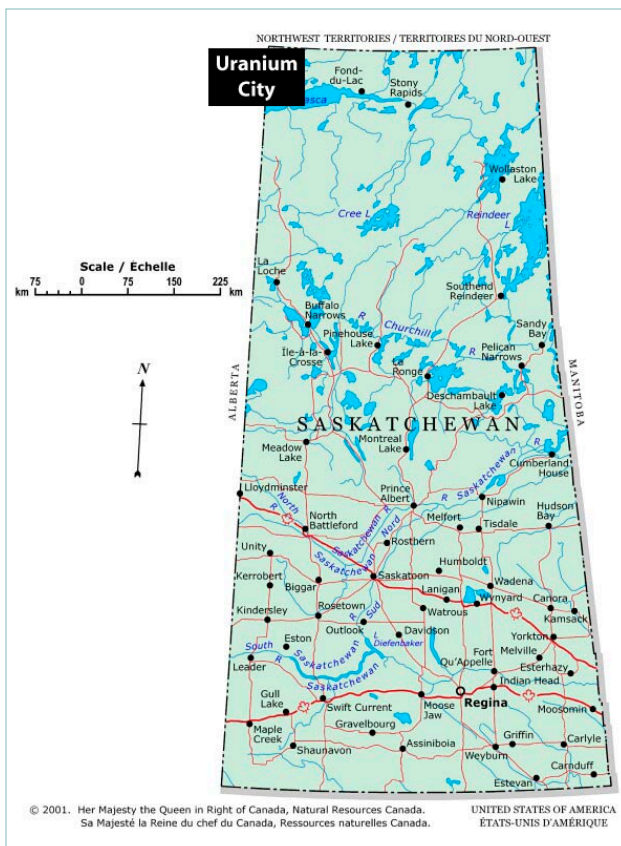 NORTHWEST TERRITORIES / TERRITOIRES DU NORD-OUEST
Uranium
City
Fond-
du-Lac
Stony
Rapids
asca
Wollaston
Lake
Cree L
Reindeer
L
Scale / Échelle
75 0 75 150 225
km km
La
Loche
Southend
Reindeer
Buffalo
Narrows
R
Churchill
Pinehouse
Lake
R
Sandy
Bay
Île-à-la-
Crosse
Pelican
Narrows
La
Ronge
N
ALBERTA
MANITOBA
Deschambault
Lake
SASKATCHEWAN
Montreal
Lake
Meadow
Lake
R
Saskatchewan
R
Cumberland
House
Prince
Albert
Lloydminster
North
R
Nipawin
Hudson
Bay
North
Battleford
Saskatchewan
R
Nord
Melfort
Tisdale
Rosthern
Unity
Saskatchewan
Humboldt
Saskatoon
Kerrobert
Biggar
Wadena
Lanigan
Wynyard
Canora
Kamsack
Kindersley
Rosetown
R
Sud
Watrous
Outlook
Davidson
L
Diefenbaker
Eston
Yorkton
South
R
Saskatchewan
Melville
Fort
Qu'Appelle
Esterhazy
Leader
Saskatchewan
Indian Head
Gull
Lake
Swift Current
Moose
Jaw
Regina
Moosomin
Maple
Creek
Gravelbourg
Griffin
Shaunavon
Assiniboia
Weyburn
Carlyle
Carnduff
Estevan
© 2001. Her Majesty the Queen in Right of Canada, Natural Resources Canada.
Sa Majesté la Reine du chef du Canada, Ressources naturelles Canada.
UNITED STATES OF AMERICA
ÉTATS-UNIS D'AMÉRIQUE